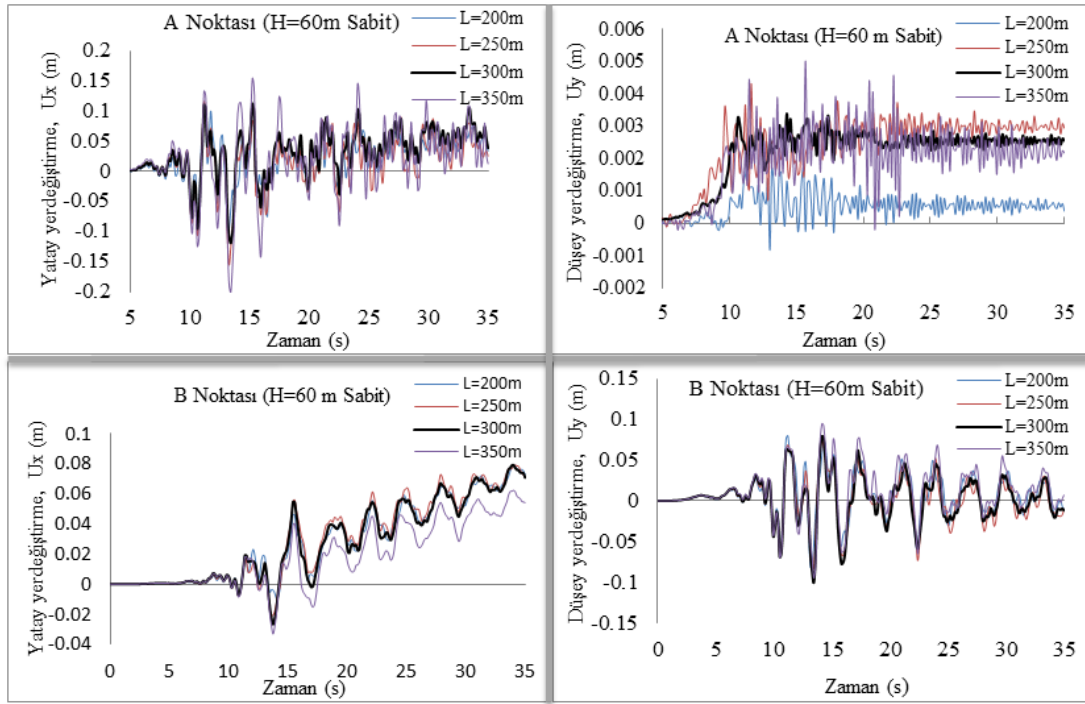 A Noktası (H=60m Sabit)
L=200m
L=250m
L=300m
L=350m
Yatay yerdeğiştirme, Ux (m)
0.2
0.15
0.1
0.05
0
-0.05
-0.1
-0.15
-0.2
5 10 15 20 25 30 35
Zaman (s)
A Noktası (H=60 m Sabit)
L=200m
L=250m
L=300m
L=350m
Düşey yerdeğiştirme, Uy (m)
0.006
0.005
0.004
0.003
0.002
0.001
0
-0.001
-0.002
5 10 15 20 25 30 35
Zaman (s)
B Noktası (H=60 m Sabit)
L=200m
L=250m
L=300m
L=350m
Yatay yerdeğiştirme, Ux (m)
0.1
0.08
0.06
0.04
0.02
0
-0.02
-0.04
0 5 10 15 20 25 30 35
Zaman (s)
B Noktası (H=60m Sabit)
L=200m
L=250m
L=300m
L=350m
Düşey yerdeğiştirme, Uy (m)
0.15
0.1
0.05
0
-0.05
-0.1
-0.15
0 5 10 15 20 25 30 35
Zaman (s)